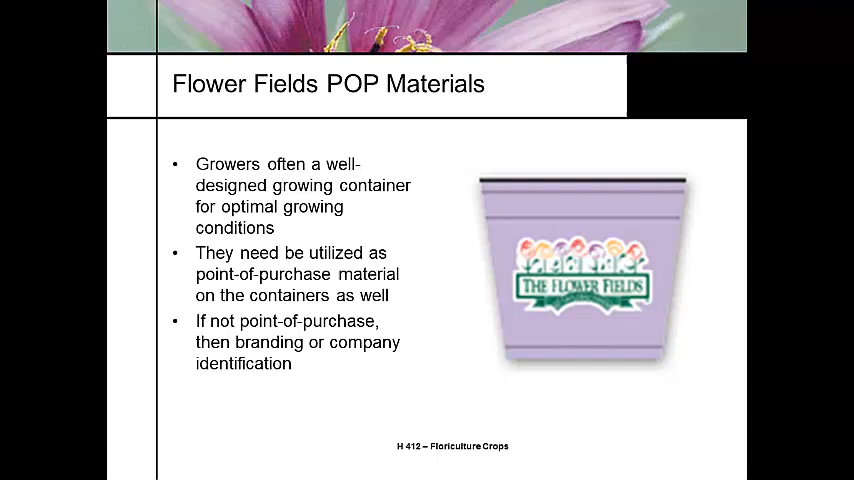 Flower Fields POP Materials
• Growers often a well-
designed growing container
for optimal growing
conditions
• They need be utilized as
point-of-purchase material
on the containers as well
• If not point-of-purchase,
then branding or company
identification
THE FLOWER FIELDS
H 412 – Floriculture Crops